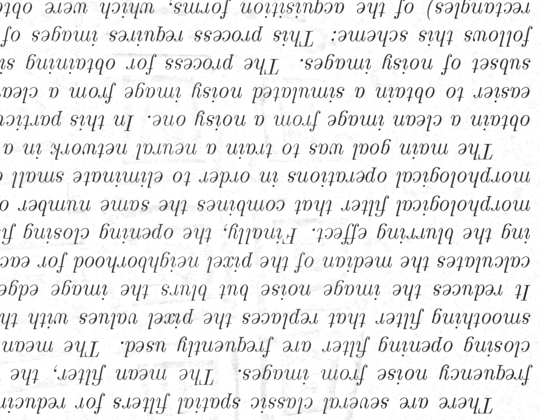 There are several classic spatial filters for reducin
frequency noise from images. The mean filter, the
closing opening filter are frequently used. The mean
smoothing filter that replaces the pixel values with th
It reduces the image noise but blurs the image edge
calculates the median of the pixel neighborhood for eac
ing the blurring effect. Finally, the opening closing fi
morphological filter that combines the same number o
morphological operations in order to eliminate small
The main goal was to train a neural network in a
obtain a clean image from a noisy one. In this particu
easier to obtain a simulated noisy image from a clea
subset of noisy images. The process for obtaining si
follows this scheme: This process requires images of
rectangles) of the acquisition forms, which were obta